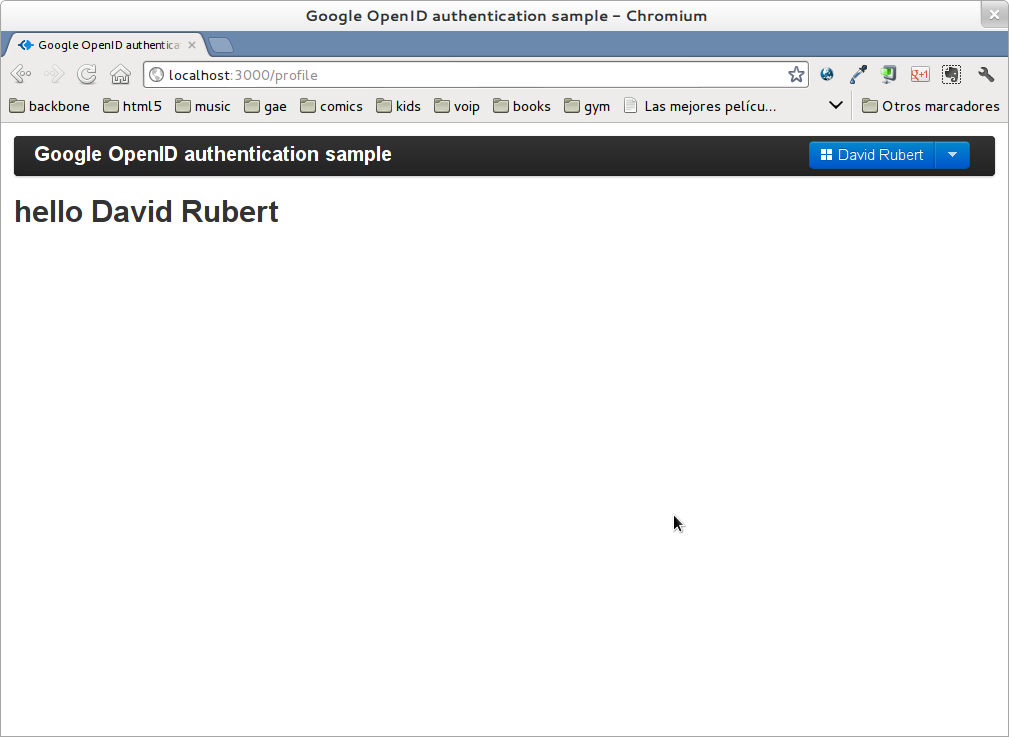 Google OpenID authentication sample - Chromium
Google OpenID authentica
localhost:3000/profile
g+1
backbone html5 music gae comics kids voip books gym Las mejores pelícu... Otros marcadores
Google OpenID authentication sample David Rubert
hello David Rubert